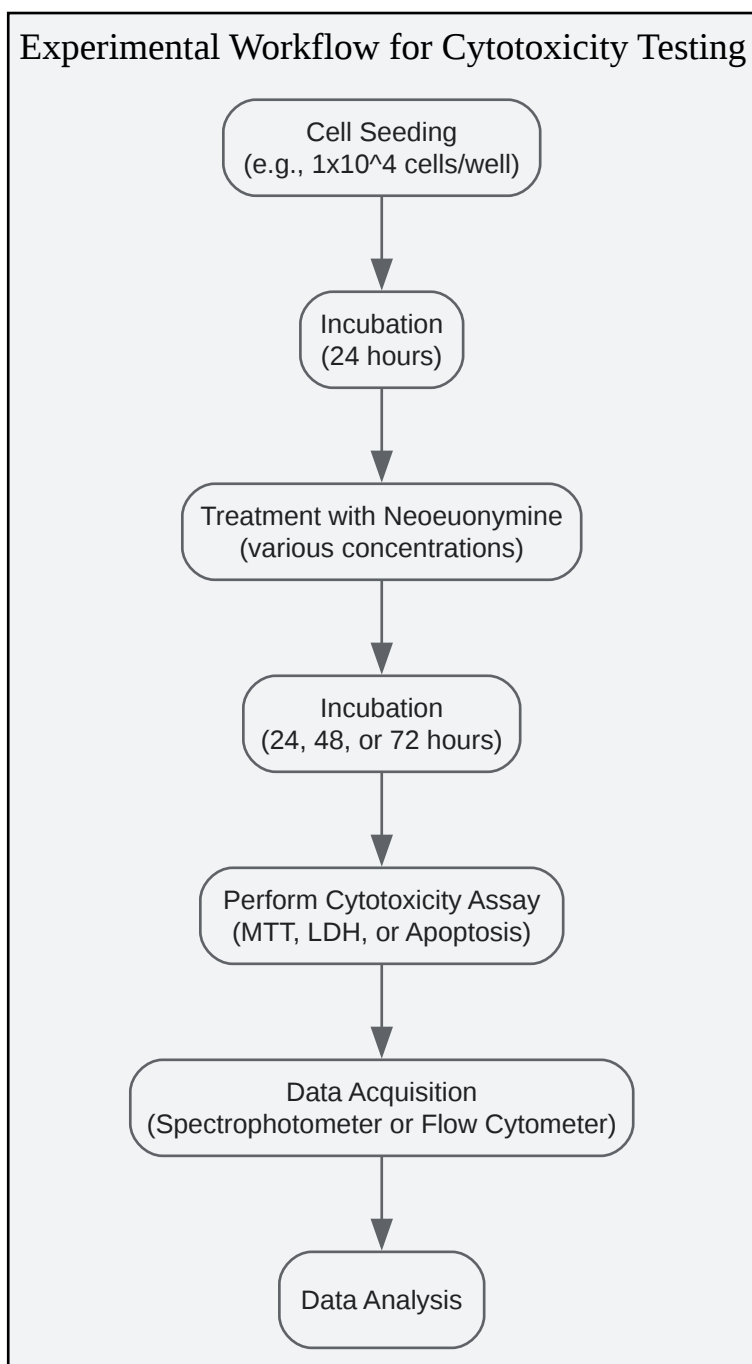 Experimental Workflow for Cytotoxicity Testing
Cell Seeding
(e.g., 1x10^4 cells/well)
Incubation
(24 hours)
Treatment with Neoeuonymine
(various concentrations)
Incubation
(24, 48, or 72 hours)
Perform Cytotoxicity Assay
(MTT, LDH, or Apoptosis)
Data Acquisition
(Spectrophotometer or Flow Cytometer)
Data Analysis